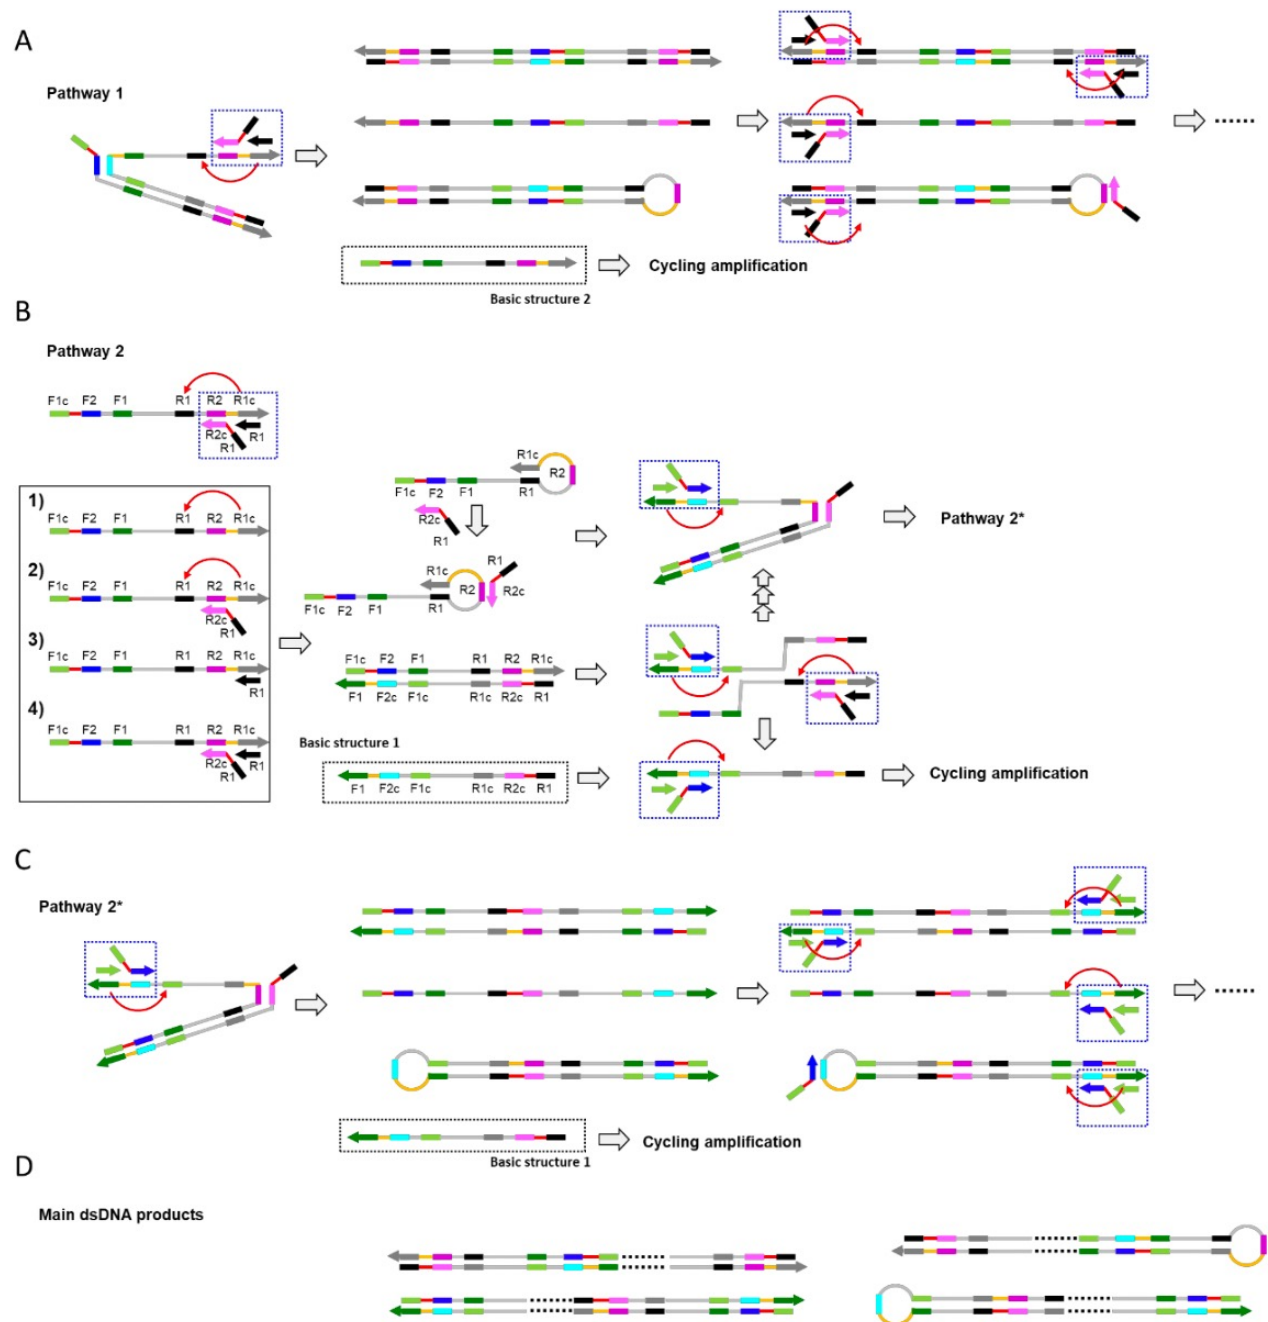 A
Pathway 1
......
Basic structure 2
Cycling amplification
B
Pathway 2
F1c F2 F1 R1 R2 R1c
R2c
R1
R1
1)
F1c F2 F1 R1 R2 R1c
2)
F1c F2 F1 R1 R2 R1c
R2c
R1
3)
F1c F2 F1 R1 R2 R1c
R1
4)
F1c F2 F1 R1 R2 R1c
R2c
R1
R1
R1c
R2
F1c F2 F1 R1
R2c
R1
R1c
R1
R2
R2c
F1c F2 F1 R1
F1c F2 F1 R1 R2 R1c
F1 F2c F1c R1c R2c R1
Basic structure 1
F1 F2c F1c R1c R2c R1
Pathway 2*
Cycling amplification
C
Pathway 2*
......
Cycling amplification
Basic structure 1
D
Main dsDNA products